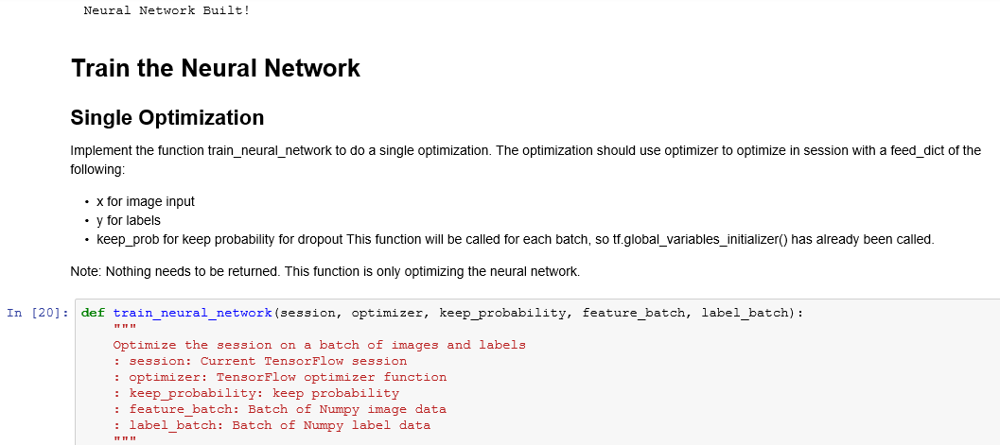 Neural Network Built!
Train the Neural Network
Single Optimization
Implement the function train_neural_network to do a single optimization. The optimization should use optimizer to optimize in session with a feed_dict of the
following:
• x for image input
• y for labels
• keep_prob for keep probability for dropout This function will be called for each batch, so tf.global_variables_initializer() has already been called.
Note: Nothing needs to be returned. This function is only optimizing the neural network.
In [20]: def train_neural_network(session, optimizer, keep_probability, feature_batch, label_batch):
"""
Optimize the session on a batch of images and labels
: session: Current TensorFlow session
: optimizer: TensorFlow optimizer function
: keep_probability: keep probability
: feature_batch: Batch of Numpy image data
: label_batch: Batch of Numpy label data
"""